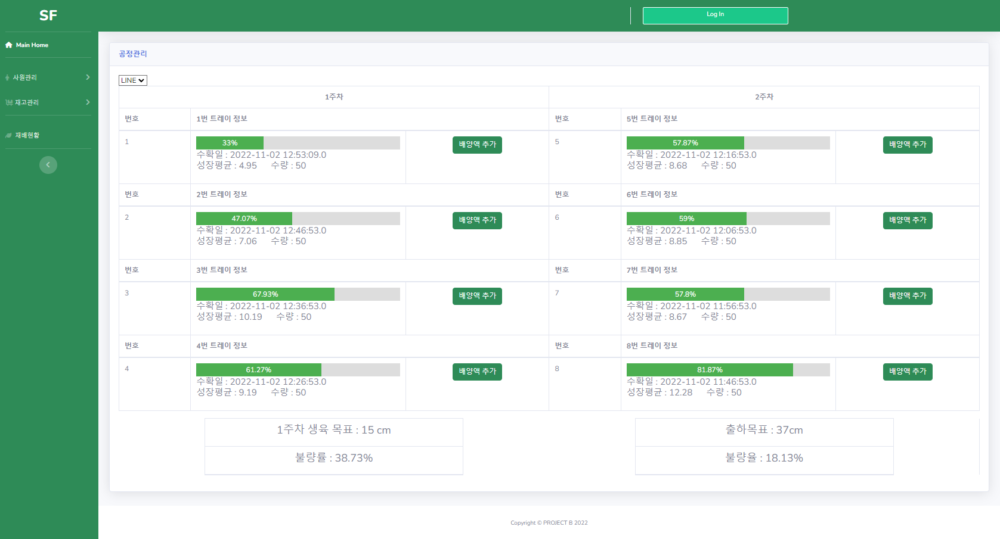 SF
Log In
Main Home
사원관리
재고관리
재배현황
공정관리
LINE
1주차 2주차
번호 1번 트레이 정보 번호 5번 트레이 정보
1 33% 배양액 추가 5 57.87% 배양액 추가
수확일 : 2022-11-02 12:53:09.0 수확일 : 2022-11-02 12:16:53.0
성장평균 : 4.95 수량 : 50 성장평균 : 8.68 수량 : 50
번호 2번 트레이 정보 번호 6번 트레이 정보
2 47.07% 배양액 추가 6 59% 배양액 추가
수확일 : 2022-11-02 12:46:53.0 수확일 : 2022-11-02 12:06:53.0
성장평균 : 7.06 수량 : 50 성장평균 : 8.85 수량 : 50
번호 3번 트레이 정보 번호 7번 트레이 정보
3 67.93% 배양액 추가 7 57.8% 배양액 추가
수확일 : 2022-11-02 12:36:53.0 수확일 : 2022-11-02 11:56:53.0
성장평균 : 10.19 수량 : 50 성장평균 : 8.67 수량 : 50
번호 4번 트레이 정보 번호 8번 트레이 정보
4 61.27% 배양액 추가 8 81.87% 배양액 추가
수확일 : 2022-11-02 12:26:53.0 수확일 : 2022-11-02 11:46:53.0
성장평균 : 9.19 수량 : 50 성장평균 : 12.28 수량 : 50
1주차 생육 목표 : 15 cm 출하목표 : 37cm
불량률 : 38.73% 불량율 : 18.13%
Copyright © PROJECT B 2022